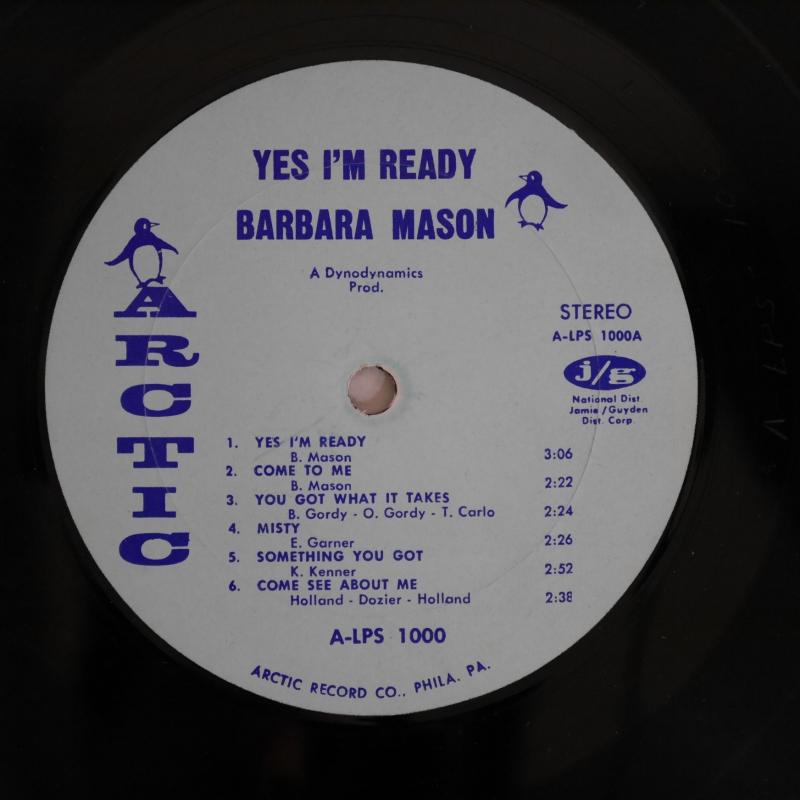 YES I'M READY
BARBARA MASON
A Dynodynamics
Prod.
ARCTIC
STEREO
A-LPS 1000A
j/g
National Dist.
Jamie/Guyden
Dist. Corp.
1. YES I'M READY
B. Mason 3:06
2. COME TO ME
B. Mason 2:22
3. YOU GOT WHAT IT TAKES
B. Gordy - O. Gordy - T. Carlo 2:24
4. MISTY
E. Garner 2:26
5. SOMETHING YOU GOT
K. Kenner 2:52
6. COME SEE ABOUT ME
Holland - Dozier - Holland 2:38
A-LPS 1000
ARCTIC RECORD CO., PHILA. PA.